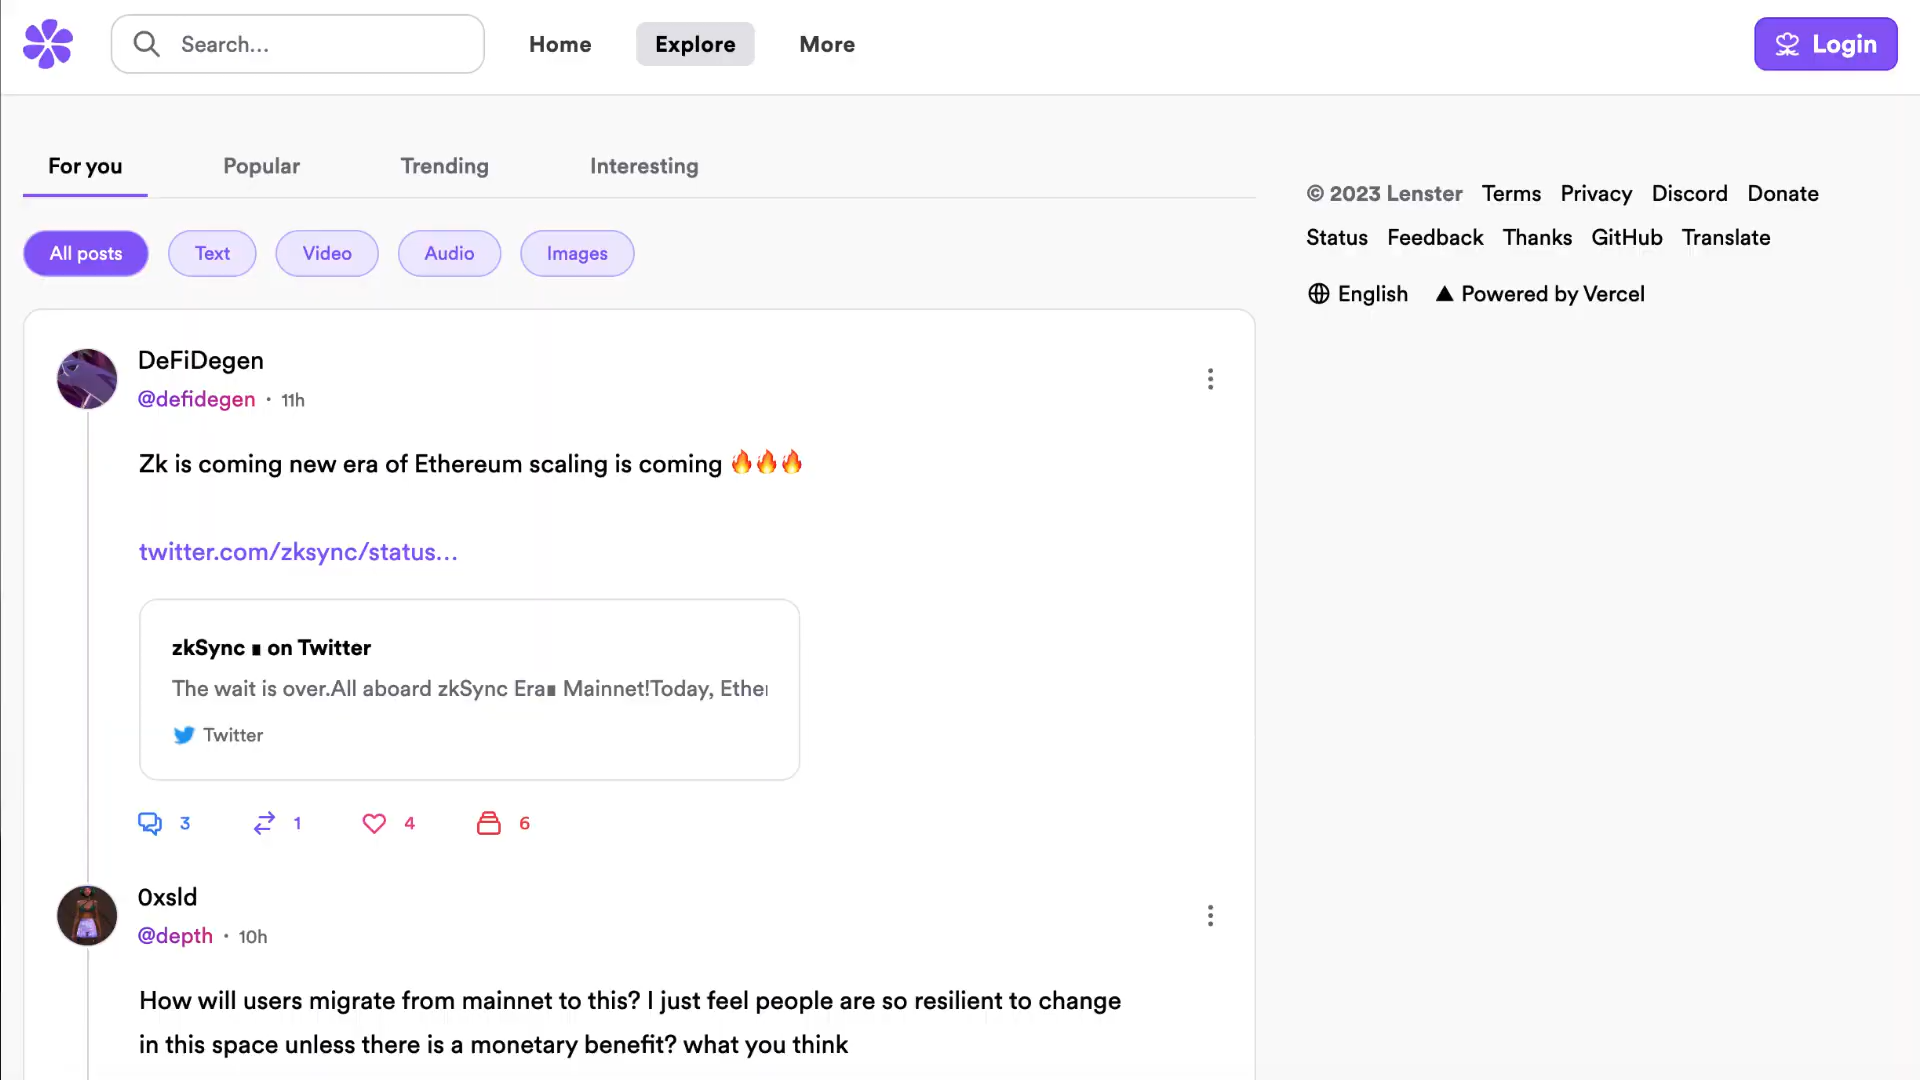 Search...
Home
Explore
More
Login
For you
Popular
Trending
Interesting
All posts
Text
Video
Audio
Images
DeFiDegen
@defidegen · 11h
Zk is coming new era of Ethereum scaling is coming 🔥🔥🔥
twitter.com/zksync/status...
zkSync ∎ on Twitter
The wait is over.All aboard zkSync Era∎ Mainnet!Today, Ether
Twitter
3
1
4
6
0xsld
@depth · 10h
How will users migrate from mainnet to this? I just feel people are so resilient to change
in this space unless there is a monetary benefit? what you think
© 2023 Lenster Terms Privacy Discord Donate
Status Feedback Thanks GitHub Translate
English ▲ Powered by Vercel